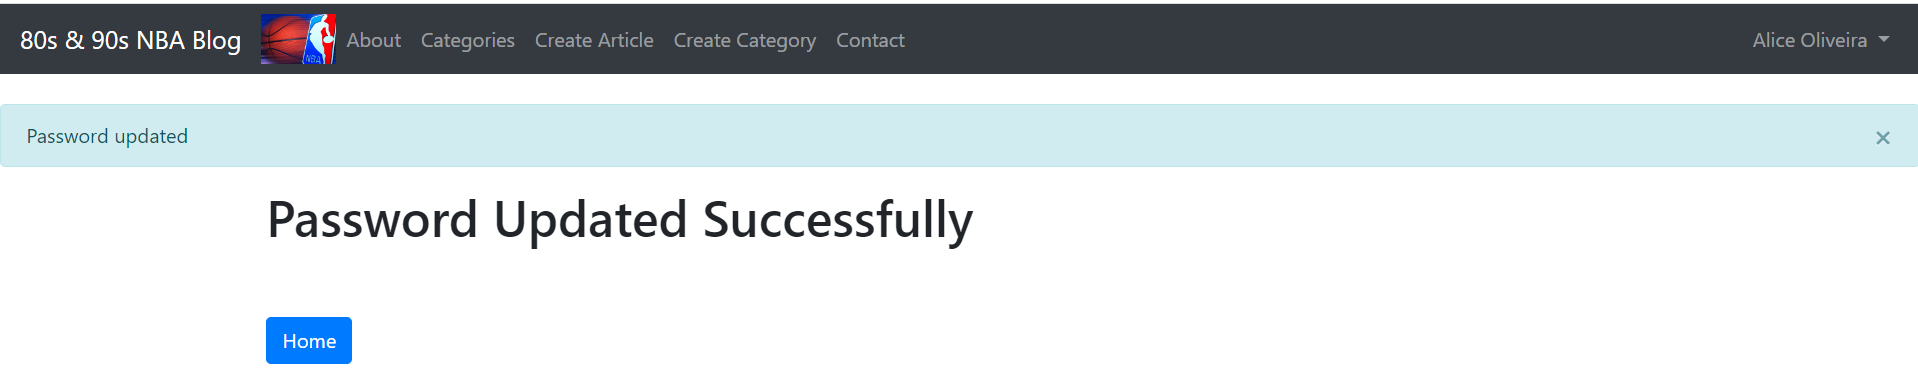 80s & 90s NBA Blog NBA About Categories Create Article Create Category Contact Alice Oliveira
Password updated ×
Password Updated Successfully
Home